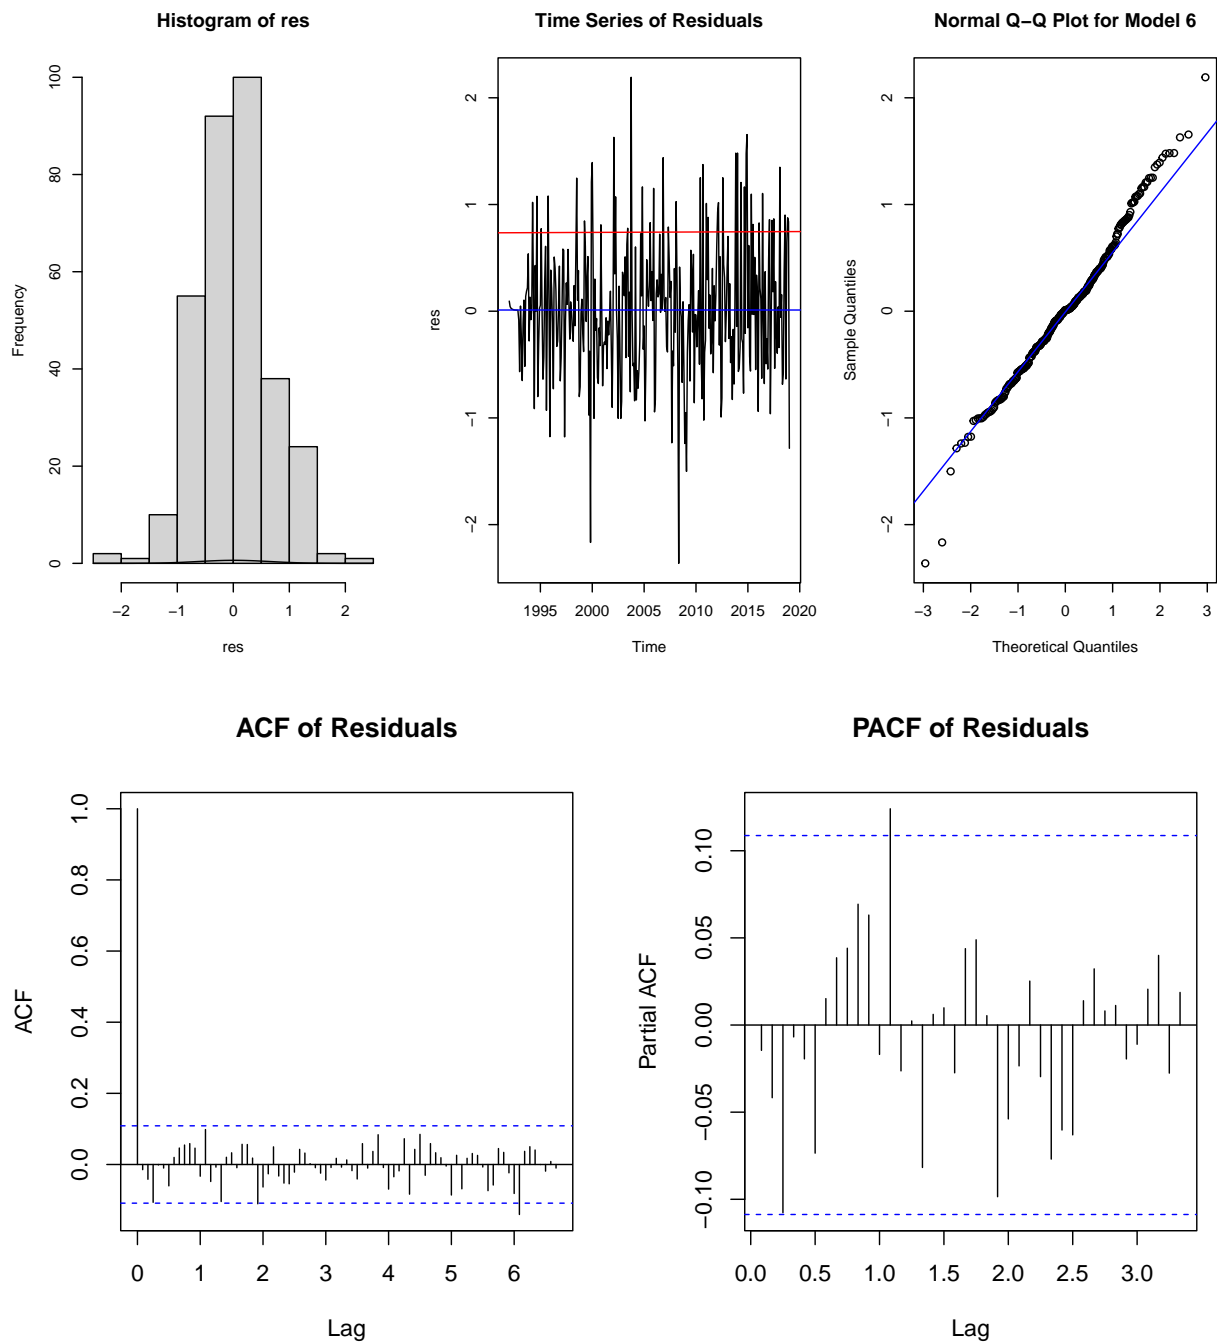 Histogram of res
Frequency
0 20 40 60 80 100
−2 −1 0 1 2
res
Time Series of Residuals
res
−2 −1 0 1 2
1995 2000 2005 2010 2015 2020
Time
Normal Q−Q Plot for Model 6
Sample Quantiles
−2 −1 0 1 2
−3 −2 −1 0 1 2 3
Theoretical Quantiles
ACF of Residuals
ACF
0.0 0.2 0.4 0.6 0.8 1.0
0 1 2 3 4 5 6
Lag
PACF of Residuals
Partial ACF
−0.10 −0.05 0.00 0.05 0.10
0.0 0.5 1.0 1.5 2.0 2.5 3.0
Lag